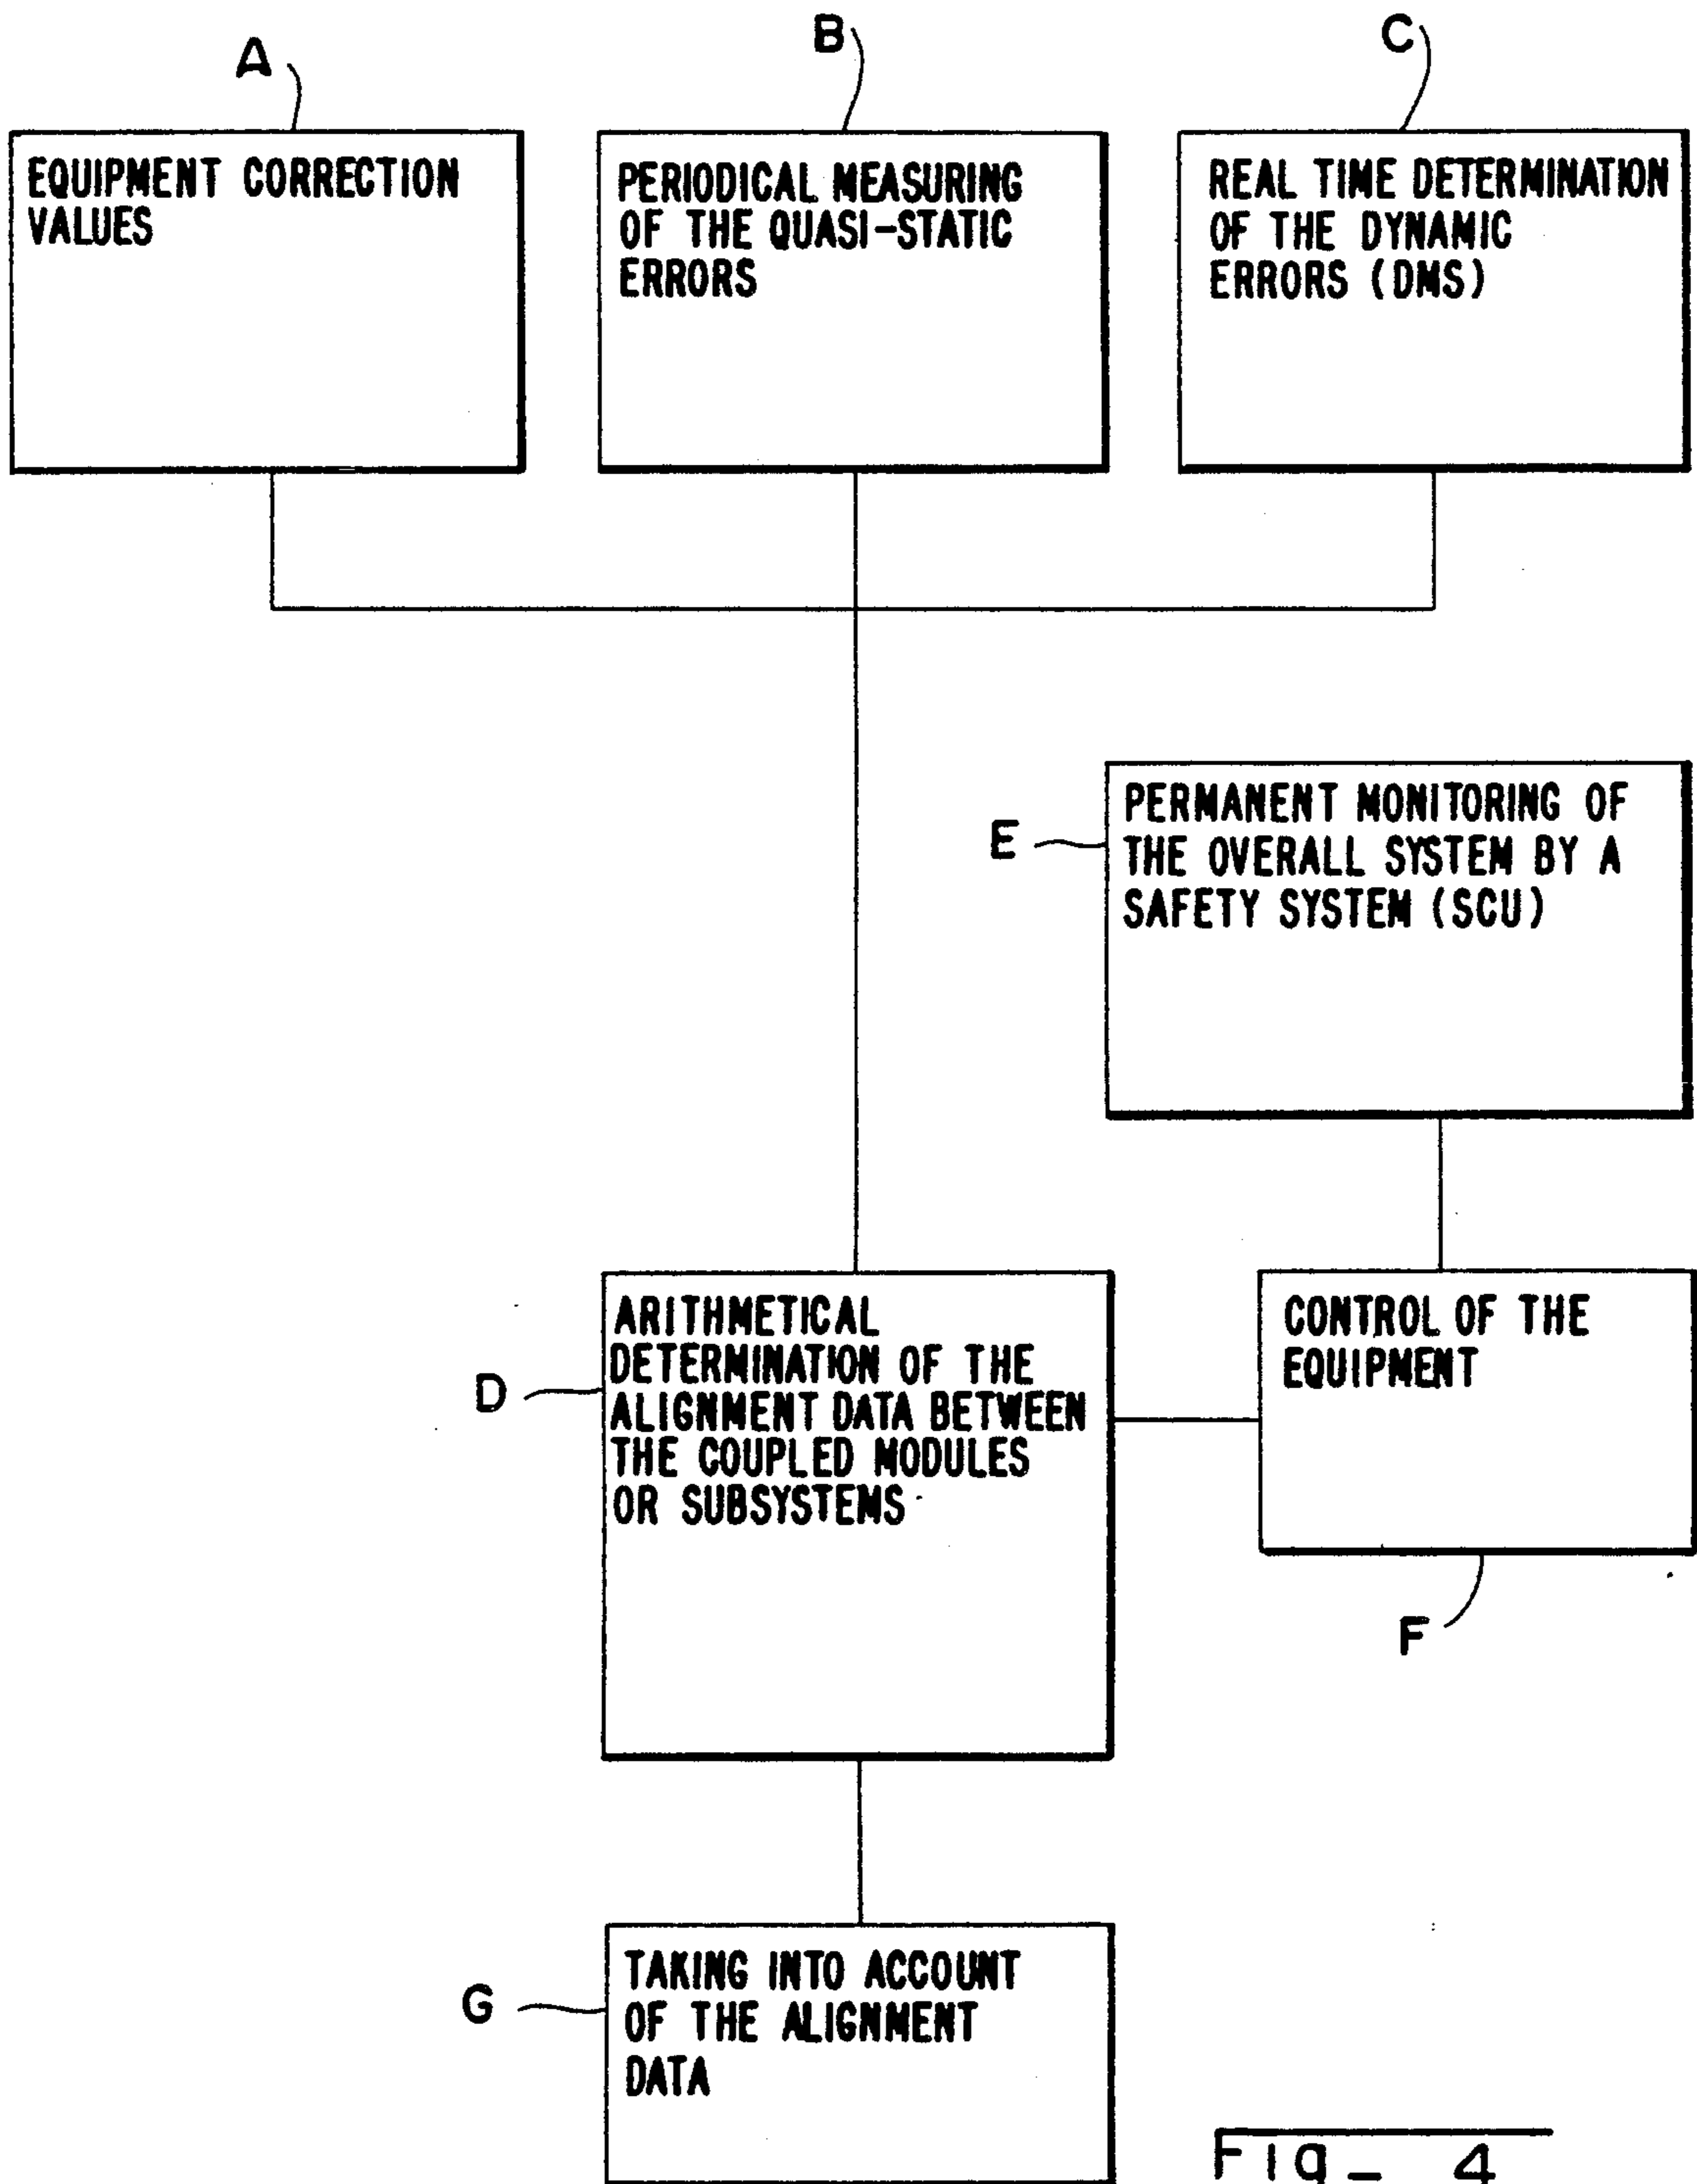 A
B
C
EQUIPMENT CORRECTION
VALUES
PERIODICAL MEASURING
OF THE QUASI-STATIC
ERRORS
REAL TIME DETERMINATION
OF THE DYNAMIC
ERRORS (DMS)
E
PERMANENT MONITORING OF
THE OVERALL SYSTEM BY A
SAFETY SYSTEM (SCU)
D
ARITHMETICAL
DETERMINATION OF THE
ALIGNMENT DATA BETWEEN
THE COUPLED MODULES
OR SUBSYSTEMS
CONTROL OF THE
EQUIPMENT
F
G
TAKING INTO ACCOUNT
OF THE ALIGNMENT
DATA
Fig_ 4